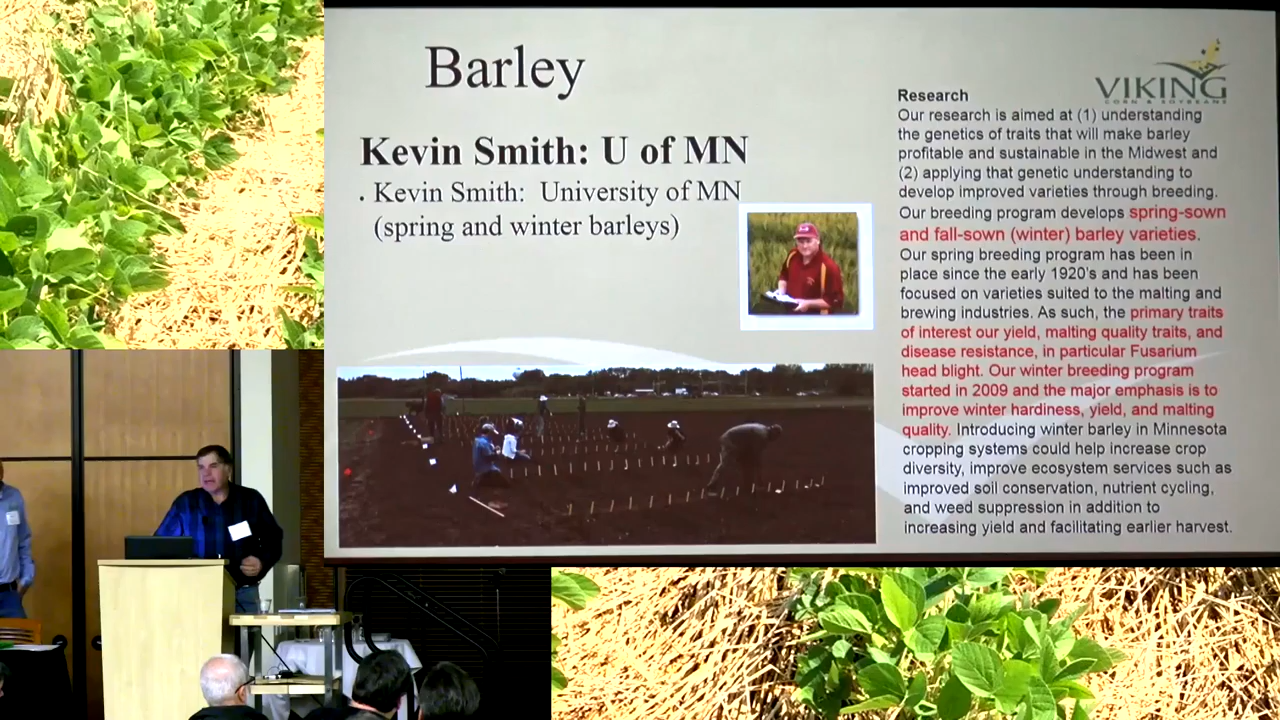 Barley
VIKING
CORN & SOYBEANS
Kevin Smith: U of MN
. Kevin Smith: University of MN
(spring and winter barleys)
Research
Our research is aimed at (1) understanding
the genetics of traits that will make barley
profitable and sustainable in the Midwest and
(2) applying that genetic understanding to
develop improved varieties through breeding.
Our breeding program develops spring-sown
and fall-sown (winter) barley varieties.
Our spring breeding program has been in
place since the early 1920's and has been
focused on varieties suited to the malting and
brewing industries. As such, the primary traits
of interest our yield, malting quality traits, and
disease resistance, in particular Fusarium
head blight. Our winter breeding program
started in 2009 and the major emphasis is to
improve winter hardiness, yield, and malting
quality. Introducing winter barley in Minnesota
cropping systems could help increase crop
diversity, improve ecosystem services such as
improved soil conservation, nutrient cycling,
and weed suppression in addition to
increasing yield and facilitating earlier harvest.